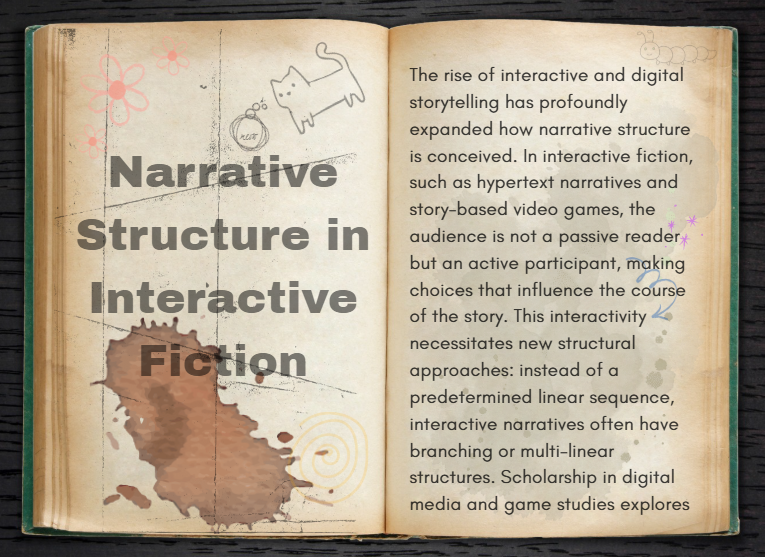 Narrative
Structure in
Interactive
Fiction
The rise of interactive and digital
storytelling has profoundly
expanded how narrative structure
is conceived. In interactive fiction,
such as hypertext narratives and
story-based video games, the
audience is not a passive reader
but an active participant, making
choices that influence the course
of the story. This interactivity
necessitates new structural
approaches: instead of a
predetermined linear sequence,
interactive narratives often have
branching or multi-linear
structures. Scholarship in digital
media and game studies explores